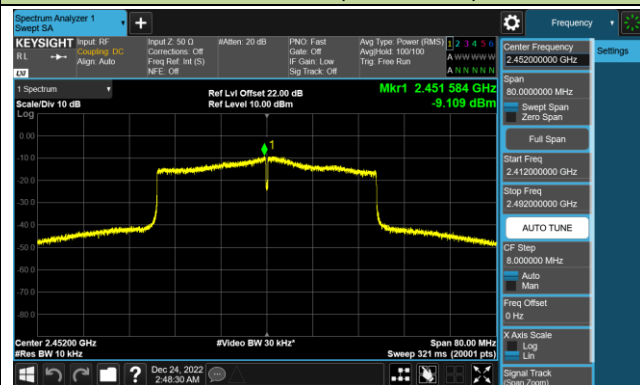 Spectrum Analyzer 1
Swept SA
+
Frequency
KEYSIGHT
RL
LXI
Input: RF
Coupling: DC
Align: Auto
Input Z: 50 Ω
Corrections: Off
Freq Ref: Int (S)
NFE: Off
#Atten: 20 dB
PNO: Fast
Gate: Off
IF Gain: Low
Sig Track: Off
Avg Type: Power (RMS)
Avg|Hold: 100/100
Trig: Free Run
1 2 3 4 5 6
A W W W W W
A N N N N N
1 Spectrum
Scale/Div 10 dB
Log
Ref Lvl Offset 22.00 dB
Ref Level 10.00 dBm
Mkr1 2.451 584 GHz
-9.109 dBm
0.00
-10.0
-20.0
-30.0
-40.0
-50.0
-60.0
-70.0
-80.0
1
Center 2.45200 GHz
#Res BW 10 kHz
#Video BW 30 kHz*
Span 80.00 MHz
Sweep 321 ms (20001 pts)
Dec 24, 2022
2:48:30 AM
?
Center Frequency
2.452000000 GHz
Settings
Span
80.0000000 MHz
Swept Span
Zero Span
Full Span
Start Freq
2.412000000 GHz
Stop Freq
2.492000000 GHz
AUTO TUNE
CF Step
8.000000 MHz
Auto
Man
Freq Offset
0 Hz
X Axis Scale
Log
Lin
Signal Track
(Span Zoom)